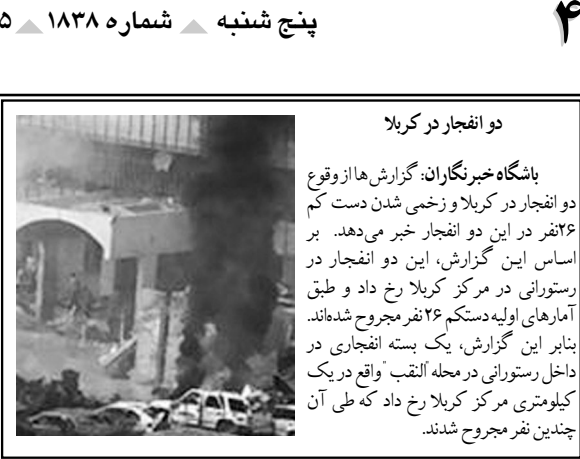 ۴
پنج شنبه شماره ۱۸۳۸ ۵
دو انفجار در کربلا
باشگاه خبرنگاران: گزارش‌ها از وقوع
دو انفجار در کربلا و زخمی شدن دست کم
۲۶نفر در این دو انفجار خبر می‌دهد. بر
اساس این گزارش، این دو انفجار در
رستورانی در مرکز کربلا رخ داد و طبق
آمارهای اولیه دستکم ۲۶ نفر مجروح شده‌اند.
بنابر این گزارش، یک بسته انفجاری در
داخل رستورانی در محله "النقب" واقع در یک
کیلومتری مرکز کربلا رخ داد که طی آن
چندین نفر مجروح شدند.